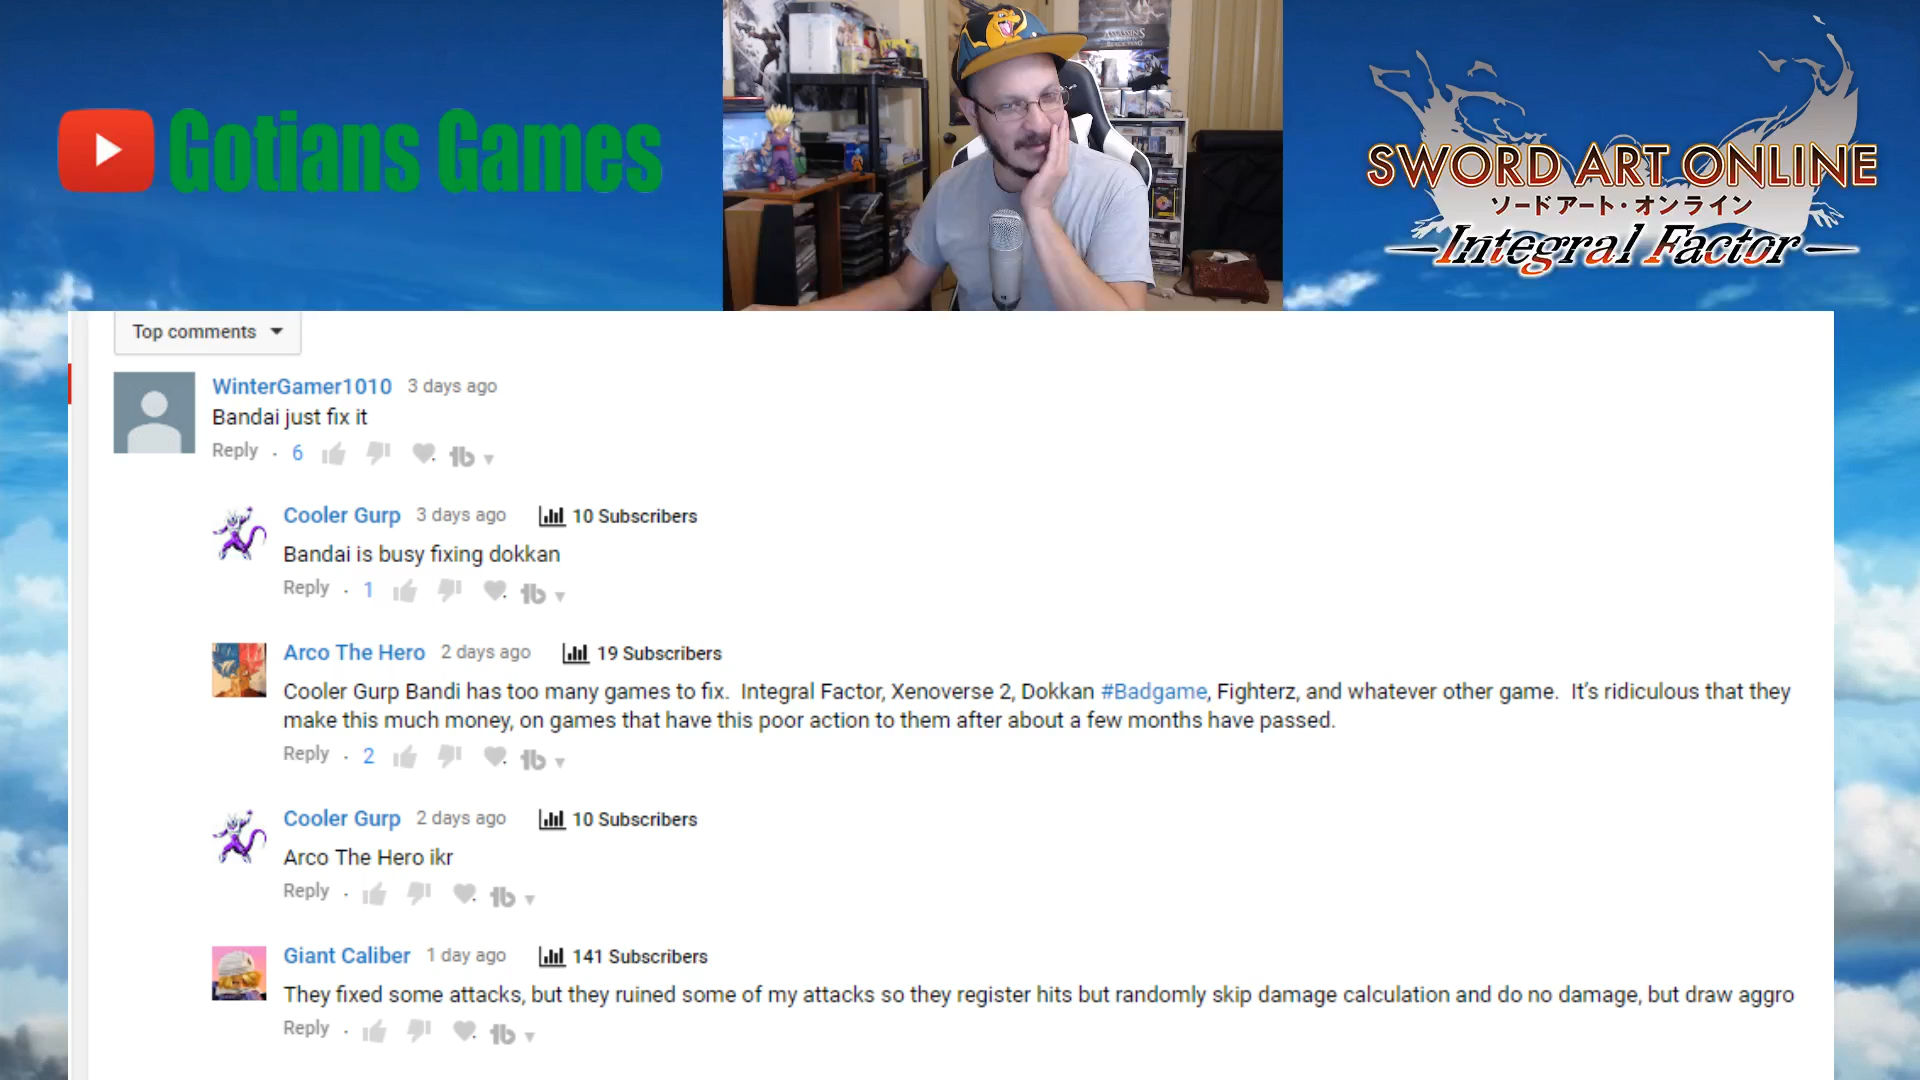 Gotians Games
ASSASSIN'S
SWORD ART ONLINE
ソードアート・オンライン
Integral Factor
Top comments
WinterGamer1010 3 days ago
Bandai just fix it
Reply · 6
Cooler Gurp 3 days ago 10 Subscribers
Bandai is busy fixing dokkan
Reply · 1
Arco The Hero 2 days ago 19 Subscribers
Cooler Gurp Bandi has too many games to fix. Integral Factor, Xenoverse 2, Dokkan #Badgame, Fighterz, and whatever other game. It's ridiculous that they
make this much money, on games that have this poor action to them after about a few months have passed.
Reply · 2
Cooler Gurp 2 days ago 10 Subscribers
Arco The Hero ikr
Reply ·
Giant Caliber 1 day ago 141 Subscribers
They fixed some attacks, but they ruined some of my attacks so they register hits but randomly skip damage calculation and do no damage, but draw aggro
Reply ·